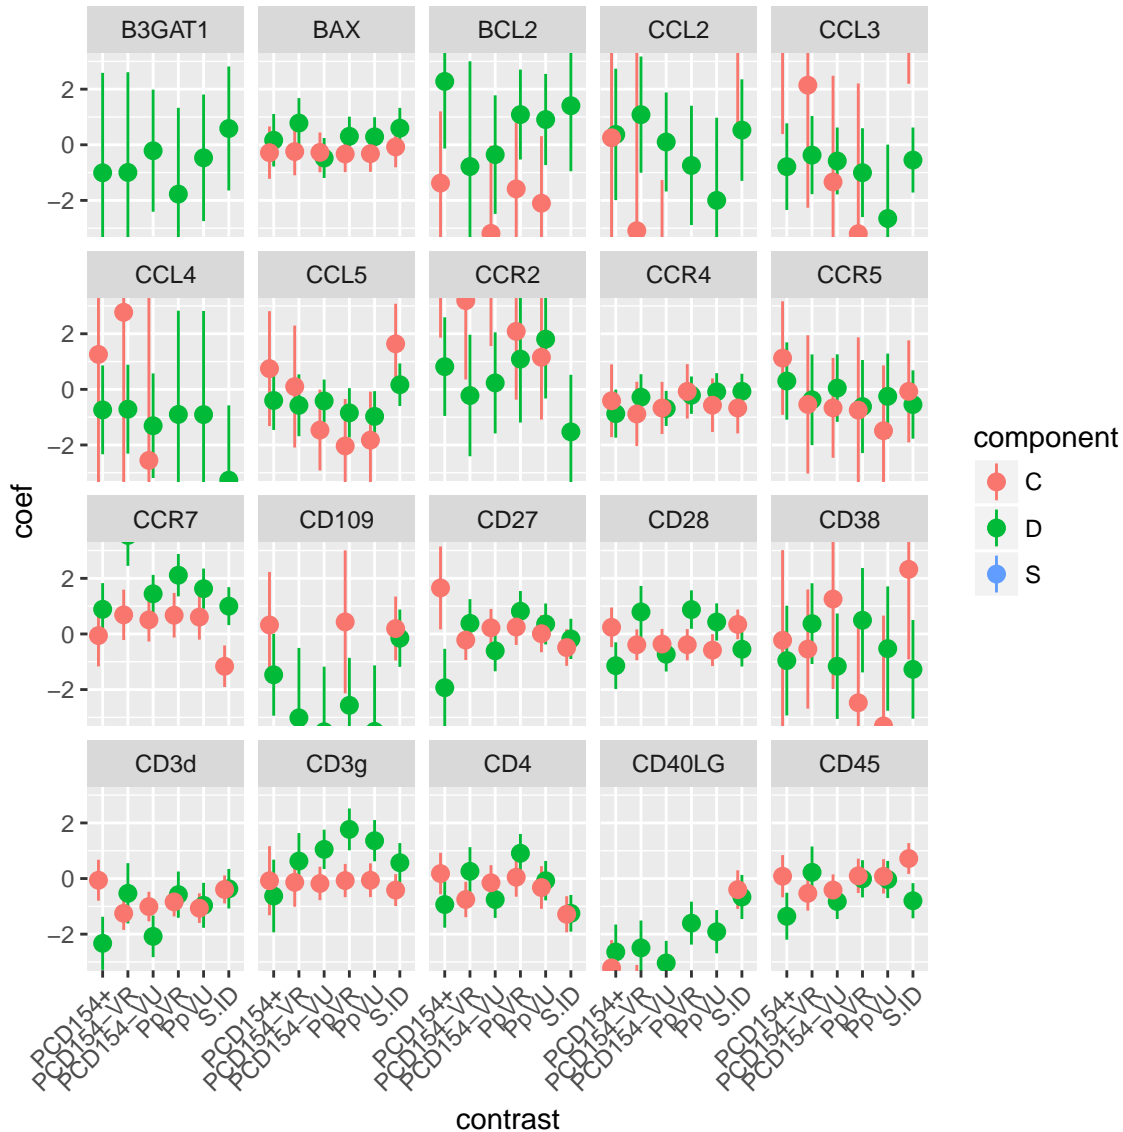 B3GAT1 BAX BCL2 CCL2 CCL3
2
0
−2
CCL4 CCL5 CCR2 CCR4 CCR5
2
0
−2
CCR7 CD109 CD27 CD28 CD38
2
0
−2
CD3d CD3g CD4 CD40LG CD45
2
0
−2
PCD154+ PCD154−VR PCD154−VU PpVR PpVU S.ID
PCD154+ PCD154−VR PCD154−VU PpVR PpVU S.ID
PCD154+ PCD154−VR PCD154−VU PpVR PpVU S.ID
PCD154+ PCD154−VR PCD154−VU PpVR PpVU S.ID
PCD154+ PCD154−VR PCD154−VU PpVR PpVU S.ID
contrast
coef
component
C
D
S